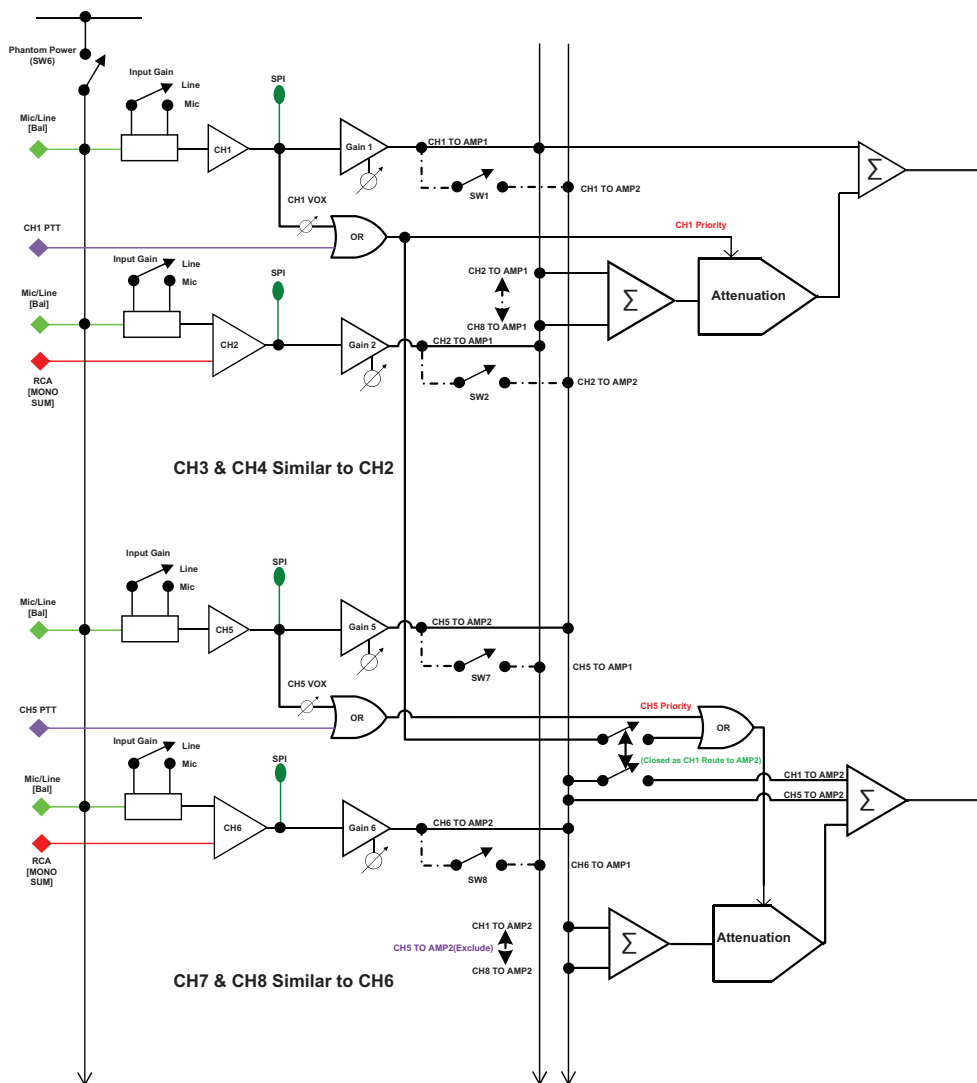 Phantom Power
(SW6)
Input Gain
Line
Mic
SPI
Mic/Line
[Bal]
CH1
Gain 1
CH1 TO AMP1
Σ
SW1
CH1 TO AMP2
CH1 VOX
OR
CH1 PTT
CH1 Priority
Input Gain
Line
Mic
SPI
CH2 TO AMP1
CH8 TO AMP1
Σ
Attenuation
Mic/Line
[Bal]
CH2
Gain 2
CH2 TO AMP1
RCA
[MONO
SUM]
SW2
CH2 TO AMP2
CH3 & CH4 Similar to CH2
Input Gain
Line
Mic
SPI
Mic/Line
[Bal]
CH5
Gain 5
CH5 TO AMP2
SW7
CH5 TO AMP1
CH5 VOX
OR
CH5 PTT
CH5 Priority
OR
Input Gain
Line
Mic
SPI
(Closed as CH1 Route to AMP2)
CH1 TO AMP2
CH5 TO AMP2
Σ
Mic/Line
[Bal]
CH6
Gain 6
CH6 TO AMP2
RCA
[MONO
SUM]
SW8
CH6 TO AMP1
CH1 TO AMP2
CH5 TO AMP2(Exclude)
CH8 TO AMP2
Σ
Attenuation
CH7 & CH8 Similar to CH6